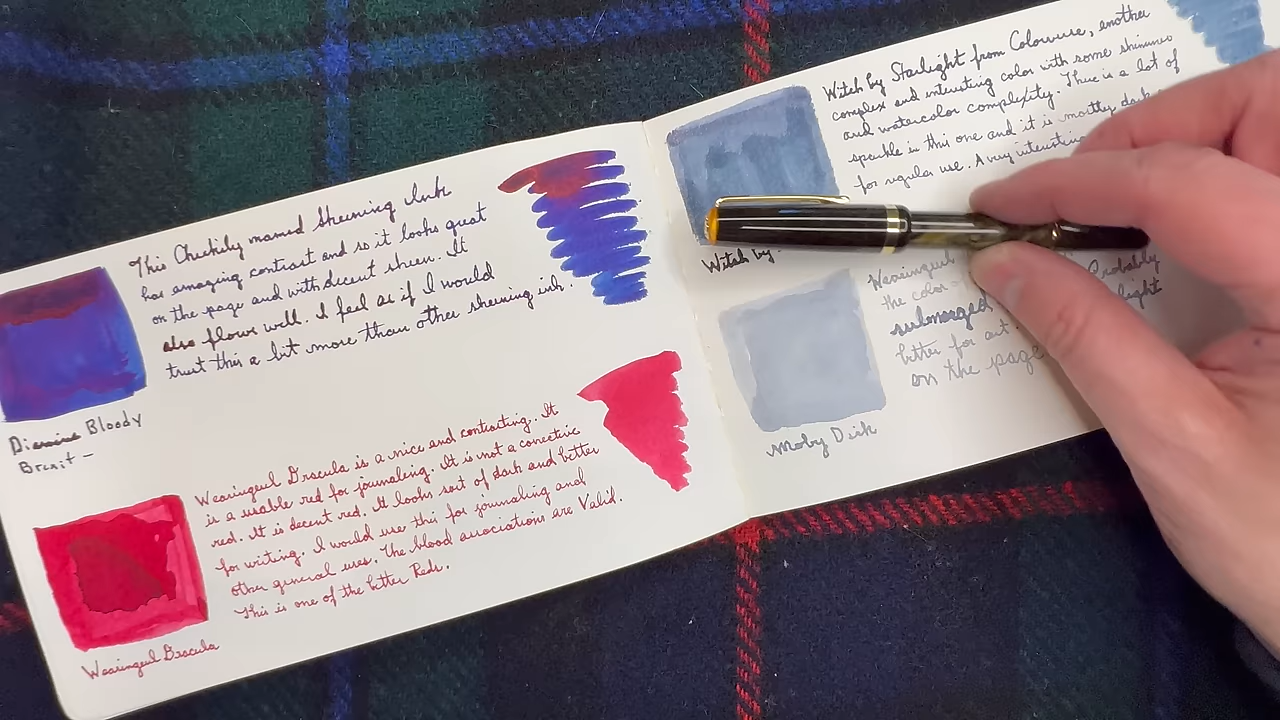 This Cheekily named Sheening Ink
has amazing contrast and so it looks great
on the page and with decent sheen. It
also flows well. I feel as if I would
trust this a bit more than other sheening ink.
Diamine Bloody
Brexit -
Wearingeul Dracula is a nice and contrasting. It
is a usable red for journaling. It is not a corrective
red. It is decent red. It looks sort of dark and better
for writing. I would use this for journaling and
other general uses. The blood associations are Valid.
This is one of the better Reds.
Wearingeul Dracula
Witch by Starlight from Colorverse, another
complex and interesting color with some shimmer
and watercolor complexity. There is a lot of
sparkle in this one and it is mostly dark
for regular use. A very interesting
Witch by
Wearingeul
the color
submerged Probably
better for art. light
on the page
Moby Dick